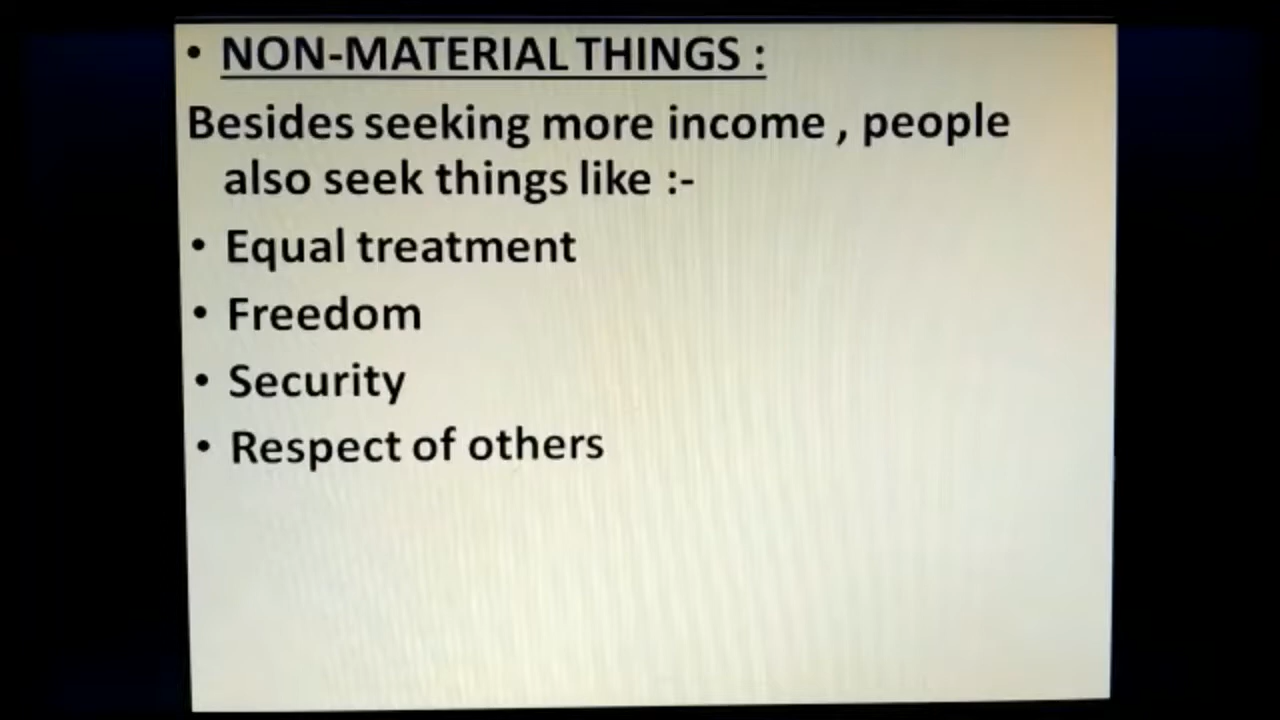 • NON-MATERIAL THINGS :
Besides seeking more income , people
also seek things like :-
• Equal treatment
• Freedom
• Security
• Respect of others